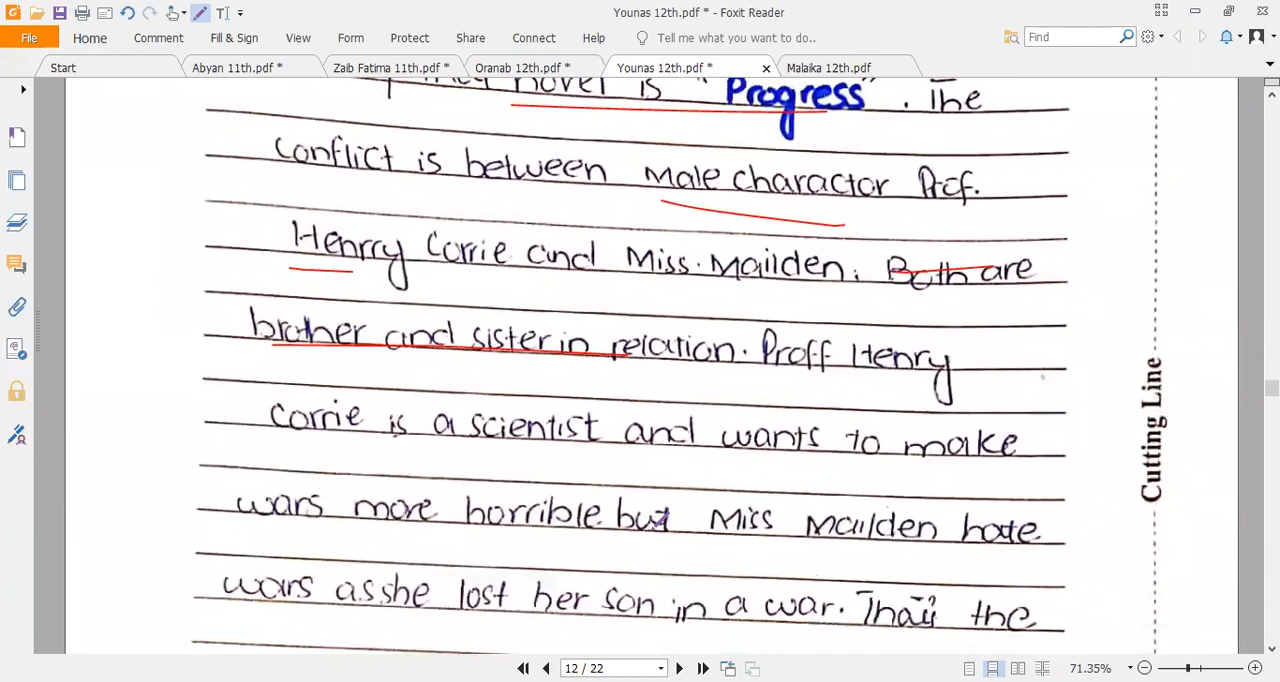 Younas 12th.pdf * - Foxit Reader
File Home Comment Fill & Sign View Form Protect Share Connect Help Tell me what you want to do.. Find
Start Abyan 11th.pdf * Zaib Fatima 11th.pdf * Oranab 12th.pdf * Younas 12th.pdf * Malaika 12th.pdf
novel is "Progress". The
conflict is between male charactor Prof.
Henrry Corrie and Miss. Mailden. Both are
brother and sister in relation. Proff Henry
Corrie is a scientist and wants to make
wars more horrible but Miss Mailden hate
wars as she lost her son in a war. the
Cutting Line
12 / 22 71.35%